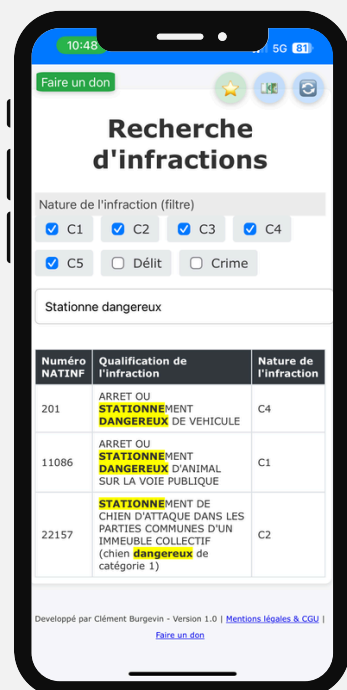 10:48
5G 81
Faire un don
Recherche
d'infractions
Nature de l'infraction (filtre)
C1 C2 C3 C4
C5 Délit Crime
Stationne dangereux
Numéro NATINF Qualification de l'infraction Nature de l'infraction
201
ARRET OU
STATIONNEMENT
DANGEREUX DE VEHICULE
C4
11086
ARRET OU
STATIONNEMENT
DANGEREUX D'ANIMAL
SUR LA VOIE PUBLIQUE
C1
22157
STATIONNEMENT DE
CHIEN D'ATTAQUE DANS LES
PARTIES COMMUNES D'UN
IMMEUBLE COLLECTIF
(chien dangereux de
catégorie 1)
C2
Developpé par Clément Burgevin - Version 1.0 | Mentions légales & CGU |
Faire un don